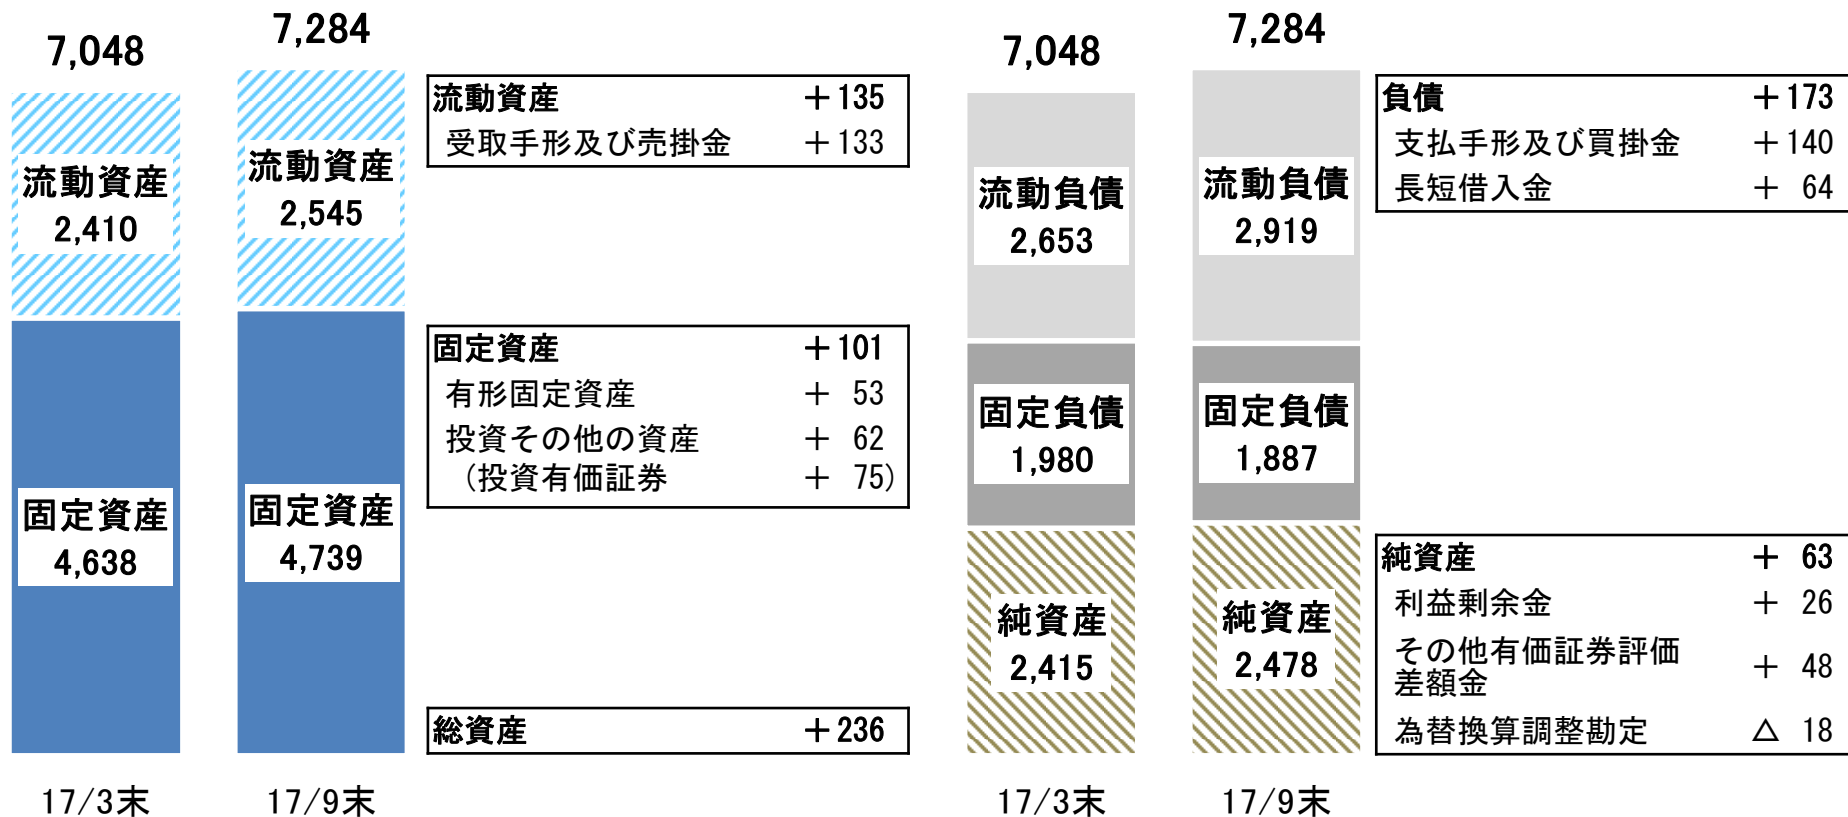 7,048
7,284
流動資産
2,410
流動資産
2,545
固定資産
4,638
固定資産
4,739
17/3末
17/9末
流動資産 +135
受取手形及び売掛金 +133
固定資産 +101
有形固定資産 + 53
投資その他の資産 + 62
(投資有価証券 + 75)
総資産 +236
7,048
7,284
流動負債
2,653
流動負債
2,919
固定負債
1,980
固定負債
1,887
純資産
2,415
純資産
2,478
17/3末
17/9末
負債 +173
支払手形及び買掛金 +140
長短借入金 + 64
純資産 + 63
利益剰余金 + 26
その他有価証券評価
差額金 + 48
為替換算調整勘定 △ 18